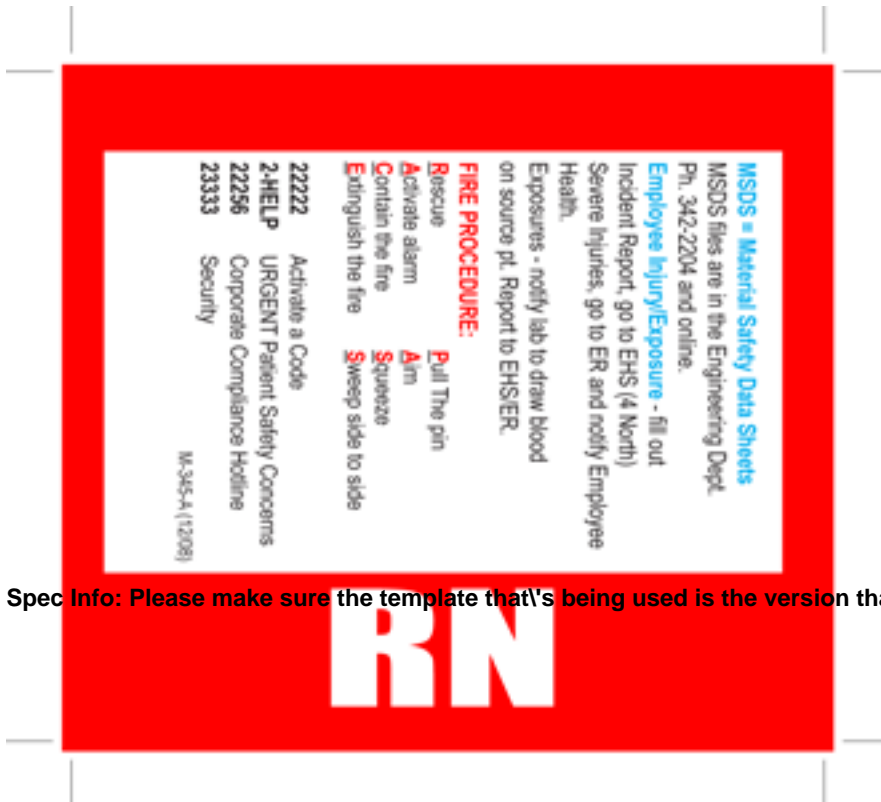 MSDS = Material Safety Data Sheets
MSDS files are in the Engineering Dept.
Ph. 342-2204 and online.
Employee Injury/Exposure - fill out
Incident Report, go to EHS (4 North)
Severe Injuries, go to ER and notify Employee
Health.
Exposures - notify lab to draw blood
on source pt. Report to EHS/ER.
FIRE PROCEDURE:
Rescue Pull The pin
Activate alarm Aim
Contain the fire Squeeze
Extinguish the fire Sweep side to side
22222 Activate a Code
2-HELP URGENT Patient Safety Concerns
22256 Corporate Compliance Hotline
23333 Security
M-345-A (12/08)
Spec Info: Please make sure the template that\'s being used is the version
RN